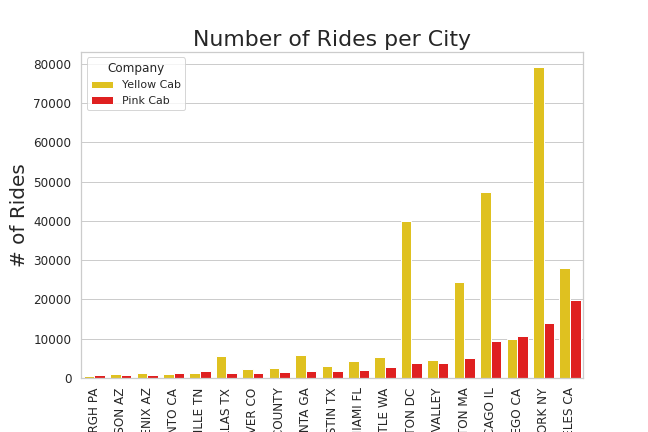 Number of Rides per City
Company
Yellow Cab
Pink Cab
# of Rides
80000
70000
60000
50000
40000
30000
20000
10000
0
RGH PA
SON AZ
ENIX AZ
NTO CA
ILLE TN
LAS TX
VER CO
COUNTY
NTA GA
STIN TX
IAMI FL
TLE WA
TON DC
VALLEY
TON MA
CAGO IL
EGO CA
ORK NY
ELES CA